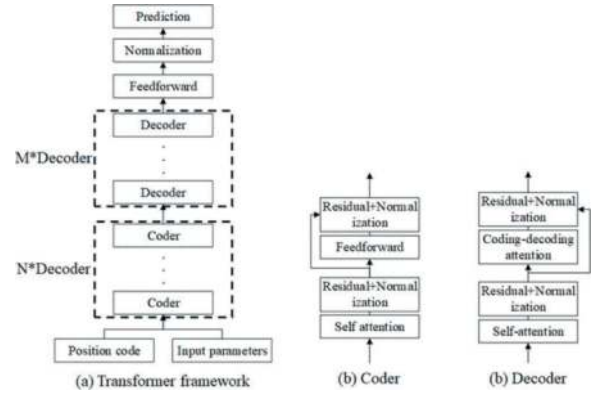 Prediction
Normalization
Feedforward
Decoder
M*Decoder
Decoder
Coder
N*Decoder
Coder
Position code
Input parameters
(a) Transformer framework
Residual+Normal
ization
Feedforward
Residual+Normal
ization
Self attention
(b) Coder
Residual+Normal
ization
Coding-decoding
attention
Residual+Normal
ization
Self-attention
(b) Decoder